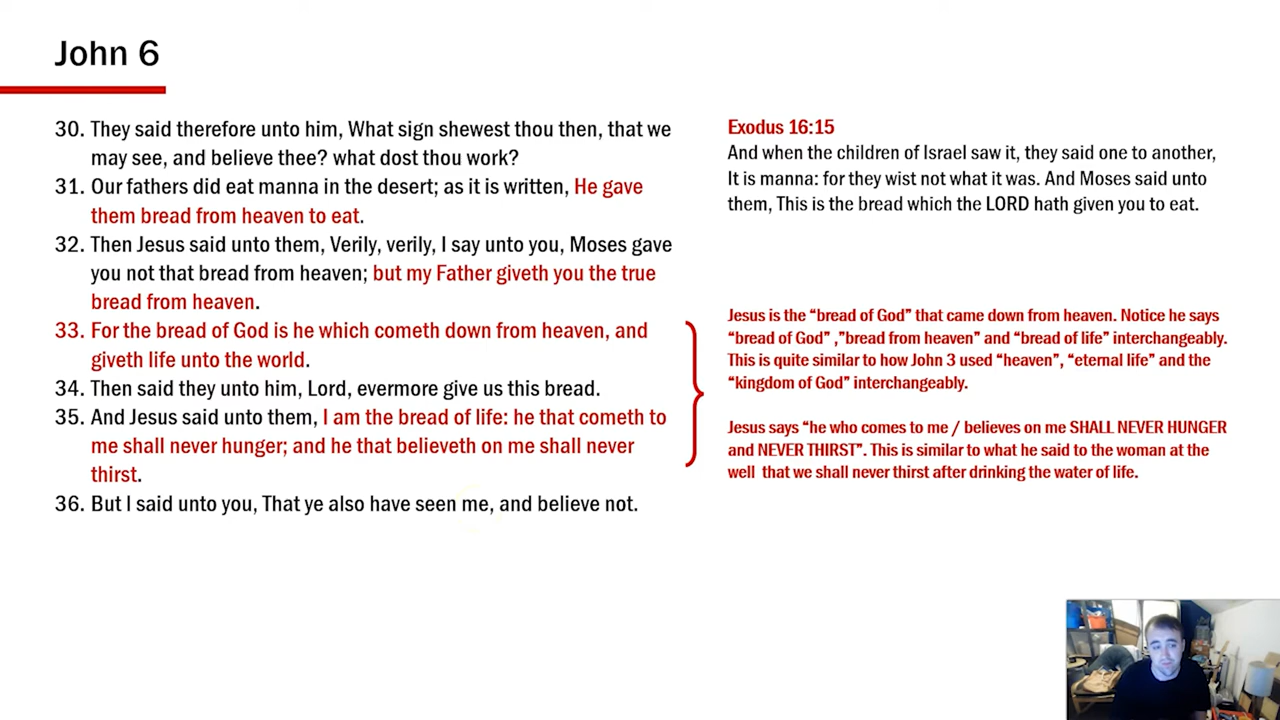 John 6
30. They said therefore unto him, What sign shewest thou then, that we
may see, and believe thee? what dost thou work?
31. Our fathers did eat manna in the desert; as it is written, He gave
them bread from heaven to eat.
32. Then Jesus said unto them, Verily, verily, I say unto you, Moses gave
you not that bread from heaven; but my Father giveth you the true
bread from heaven.
33. For the bread of God is he which cometh down from heaven, and
giveth life unto the world.
34. Then said they unto him, Lord, evermore give us this bread.
35. And Jesus said unto them, I am the bread of life: he that cometh to
me shall never hunger; and he that believeth on me shall never
thirst.
36. But I said unto you, That ye also have seen me, and believe not.
Exodus 16:15
And when the children of Israel saw it, they said one to another,
It is manna: for they wist not what it was. And Moses said unto
them, This is the bread which the LORD hath given you to eat.
Jesus is the “bread of God” that came down from heaven. Notice he says
“bread of God” ,”bread from heaven” and “bread of life” interchangeably.
This is quite similar to how John 3 used “heaven”, “eternal life” and the
“kingdom of God” interchangeably.
Jesus says “he who comes to me / believes on me SHALL NEVER HUNGER
and NEVER THIRST”. This is similar to what he said to the woman at the
well that we shall never thirst after drinking the water of life.